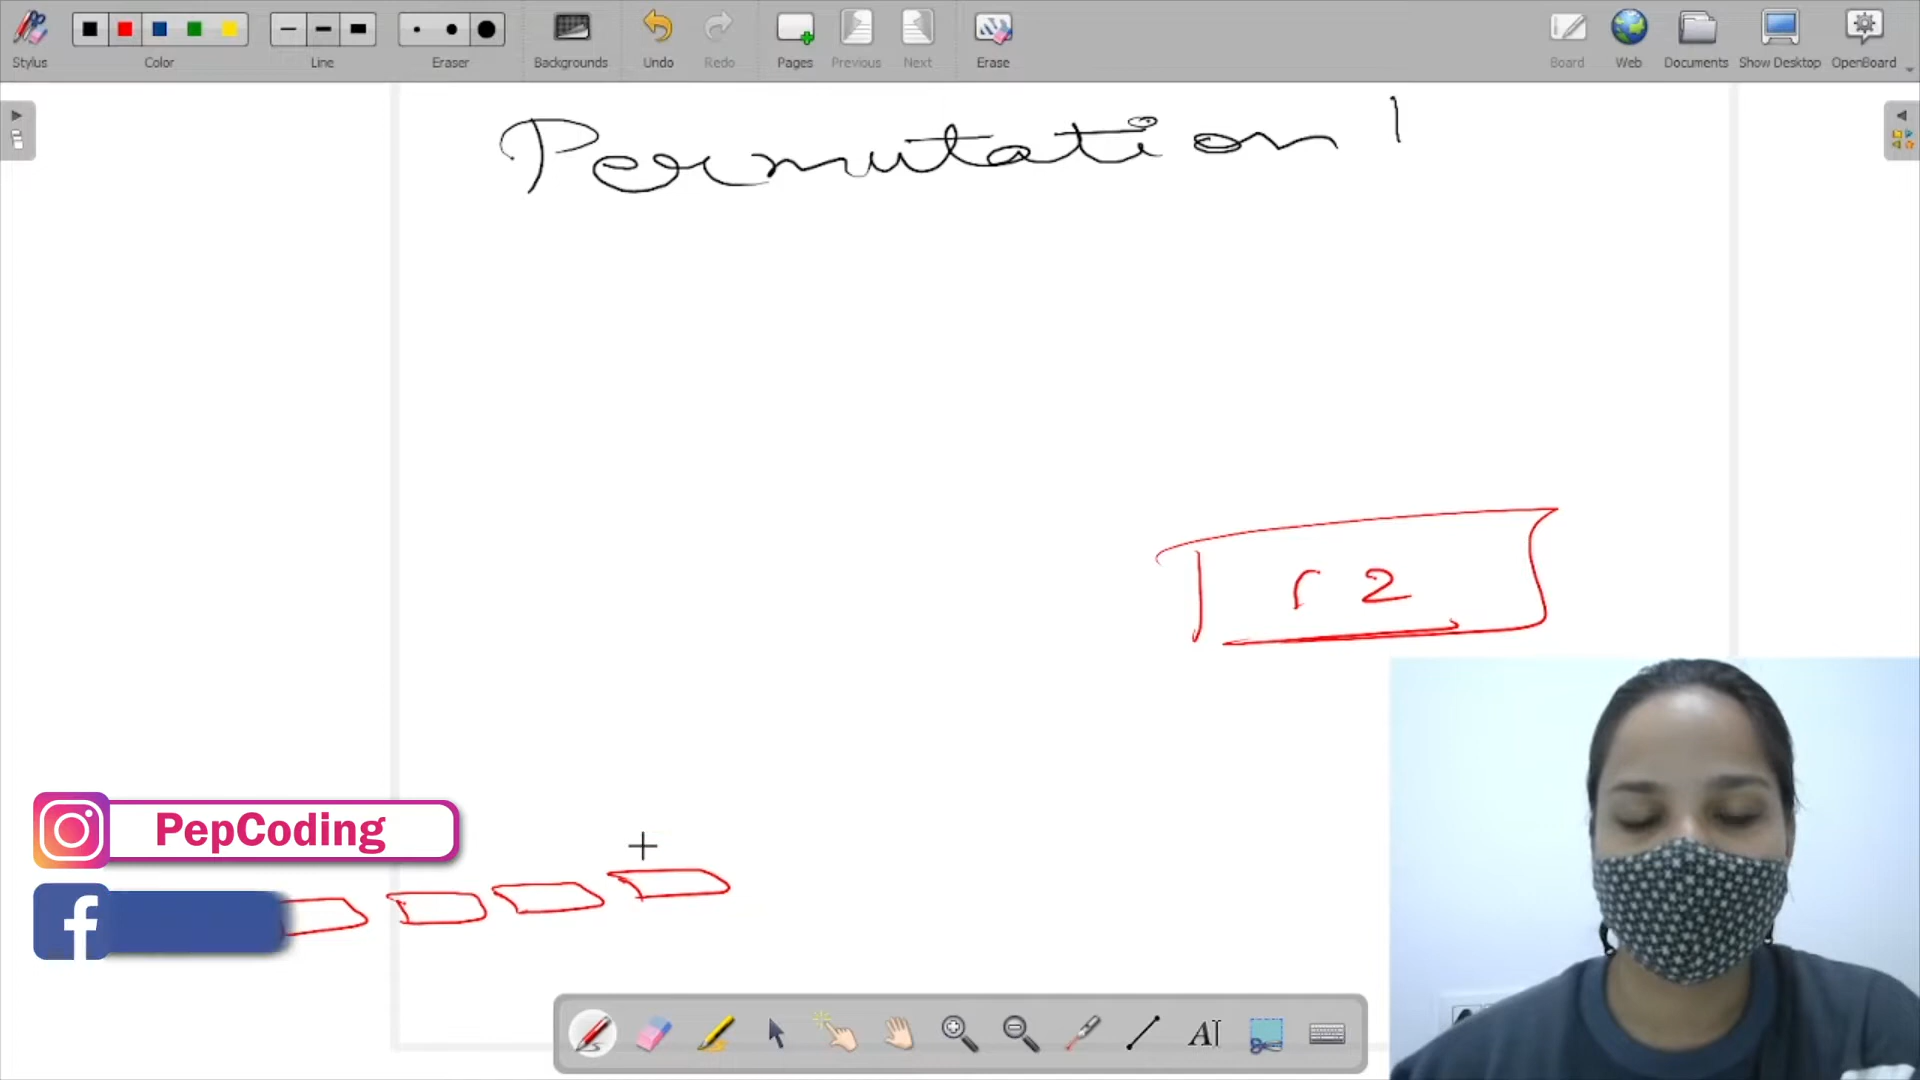 Stylus Color Line Eraser Backgrounds Undo Redo Pages Previous Next Erase Board Web Documents Show Desktop OpenBoard
Permutation 1
r 2
PepCoding